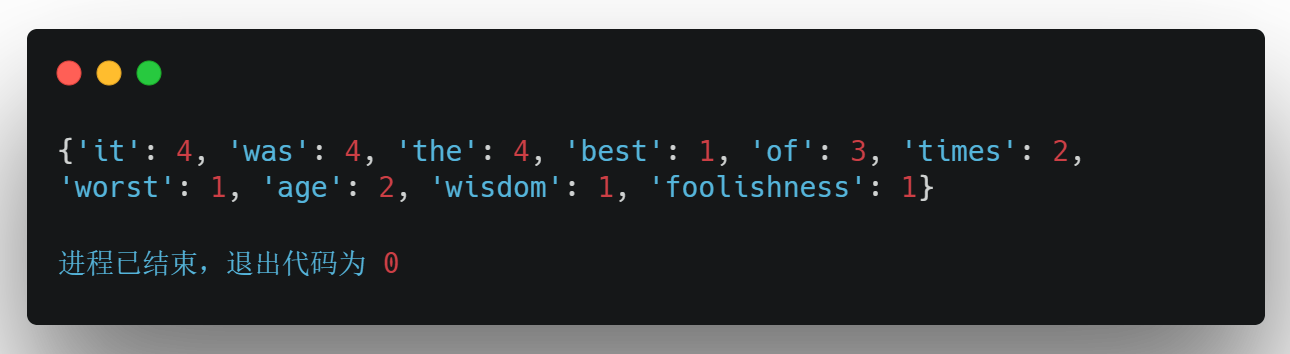 {'it': 4, 'was': 4, 'the': 4, 'best': 1, 'of': 3, 'times': 2,
'worst': 1, 'age': 2, 'wisdom': 1, 'foolishness': 1}
进程已结束，退出代码为 0